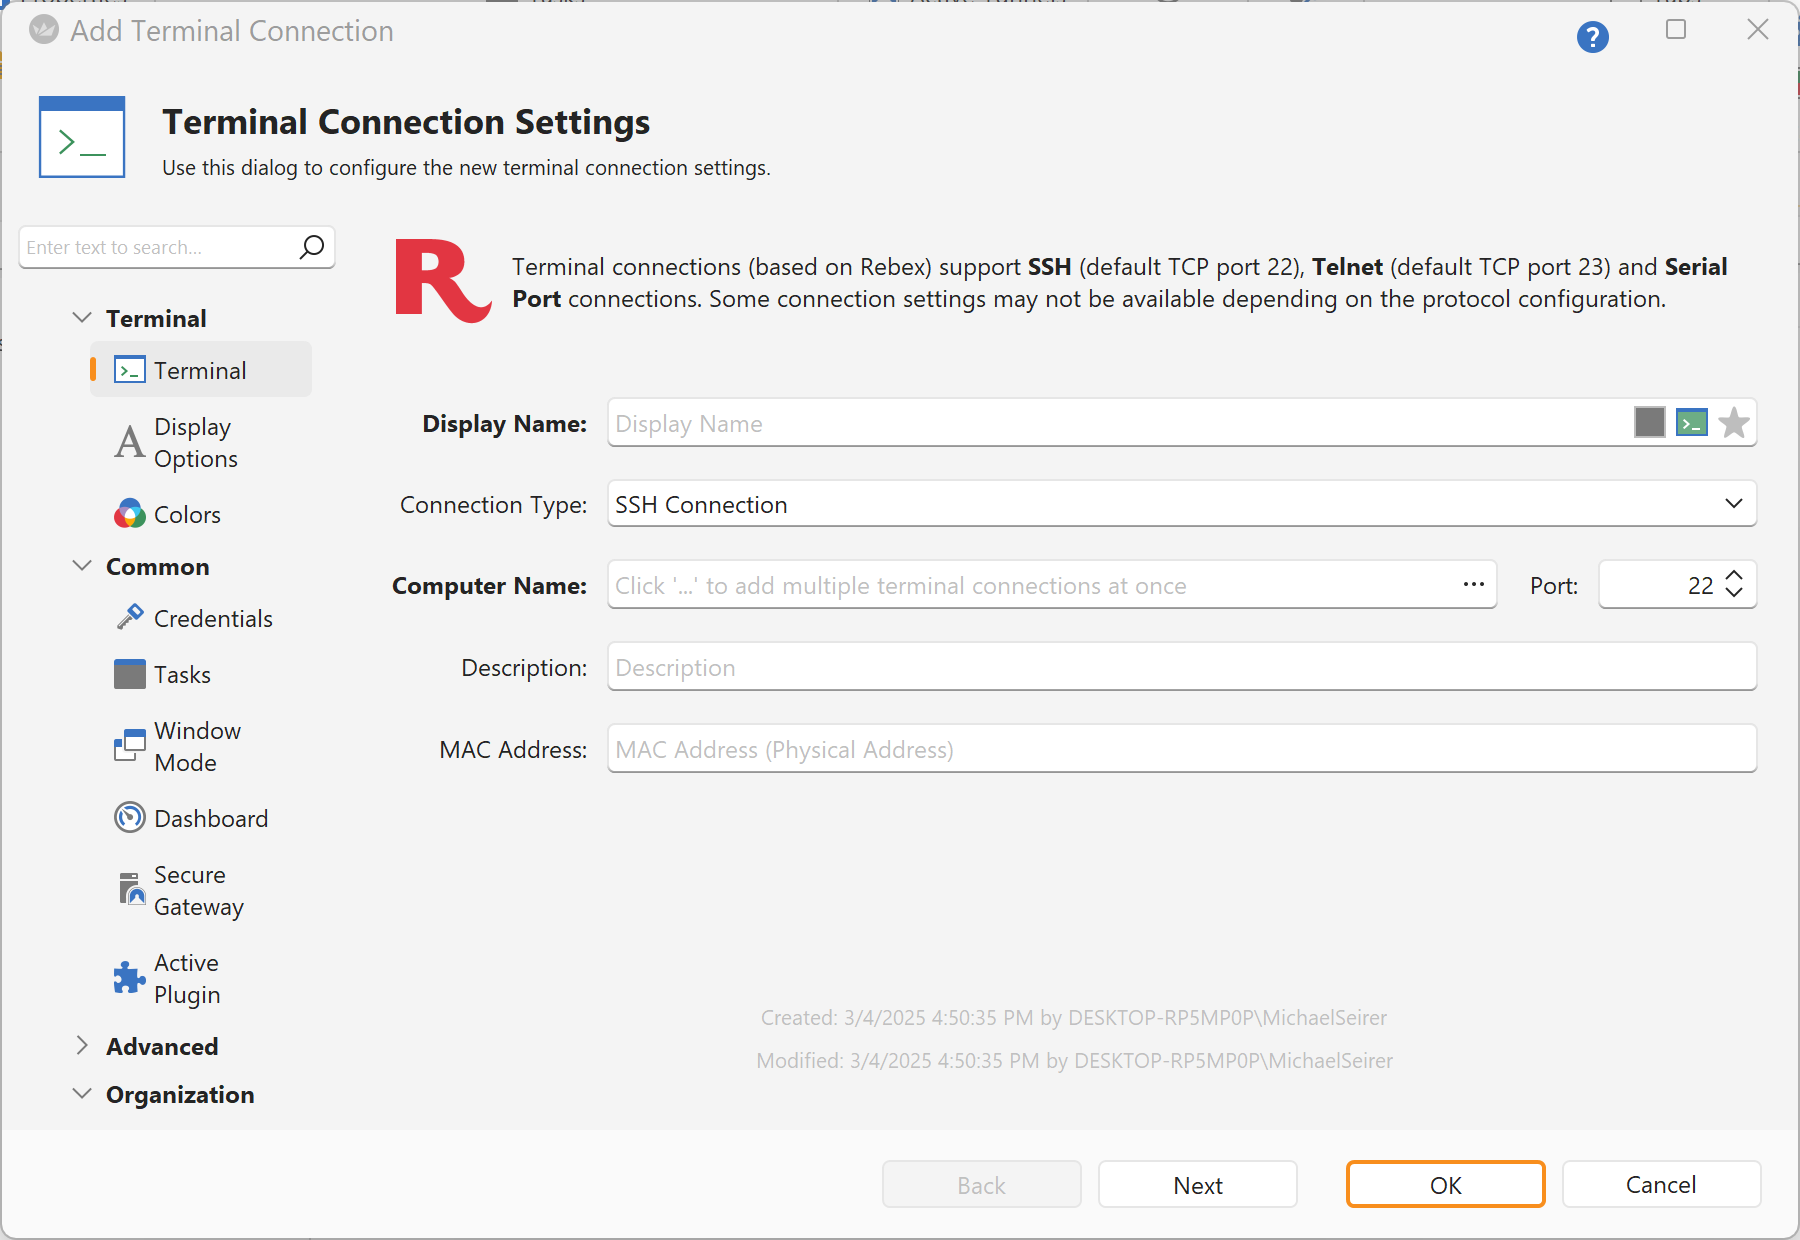 Add Terminal Connection
?
Terminal Connection Settings
Use this dialog to configure the new terminal connection settings.
Enter text to search...
R
Terminal connections (based on Rebex) support SSH (default TCP port 22), Telnet (default TCP port 23) and Serial
Port connections. Some connection settings may not be available depending on the protocol configuration.
Terminal
Terminal
Display
Options
Colors
Common
Credentials
Tasks
Window
Mode
Dashboard
Secure
Gateway
Active
Plugin
Advanced
Organization
Display Name: Display Name
Connection Type: SSH Connection
Computer Name: Click '...' to add multiple terminal connections at once ··· Port: 22
Description: Description
MAC Address: MAC Address (Physical Address)
Created: 3/4/2025 4:50:35 PM by DESKTOP-RP5MP0P\MichaelSeirer
Modified: 3/4/2025 4:50:35 PM by DESKTOP-RP5MP0P\MichaelSeirer
Back Next OK Cancel